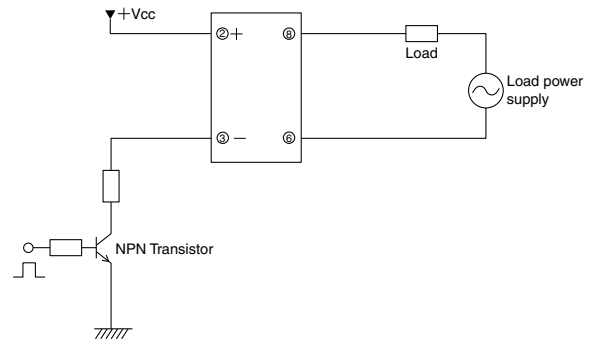 +Vcc
② +
⑧
Load
Load power
supply
③ −
⑥
NPN Transistor